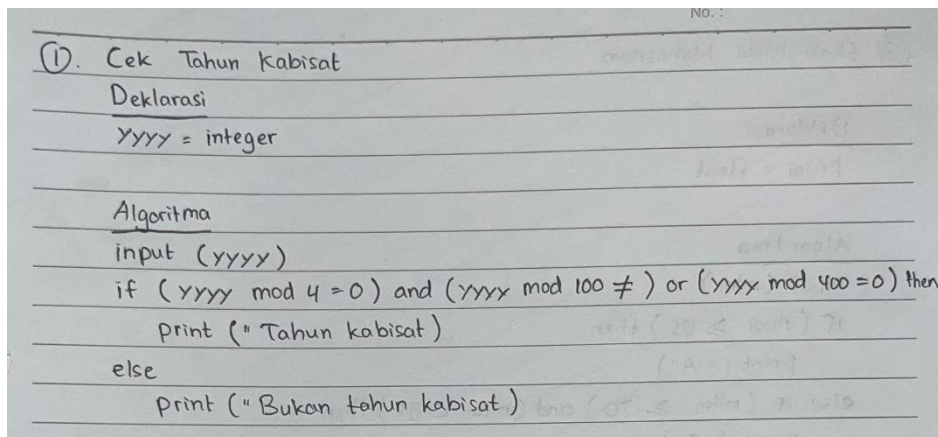 No. :
①. Cek Tahun Kabisat
Deklarasi
YYYY = integer
Algoritma
input (YYYY)
if (YYYY mod 4 = 0) and (YYYY mod 100 ≠ ) or (YYYY mod 400 = 0) then
print (" Tahun kabisat)
else
print (" Bukan tahun kabisat)